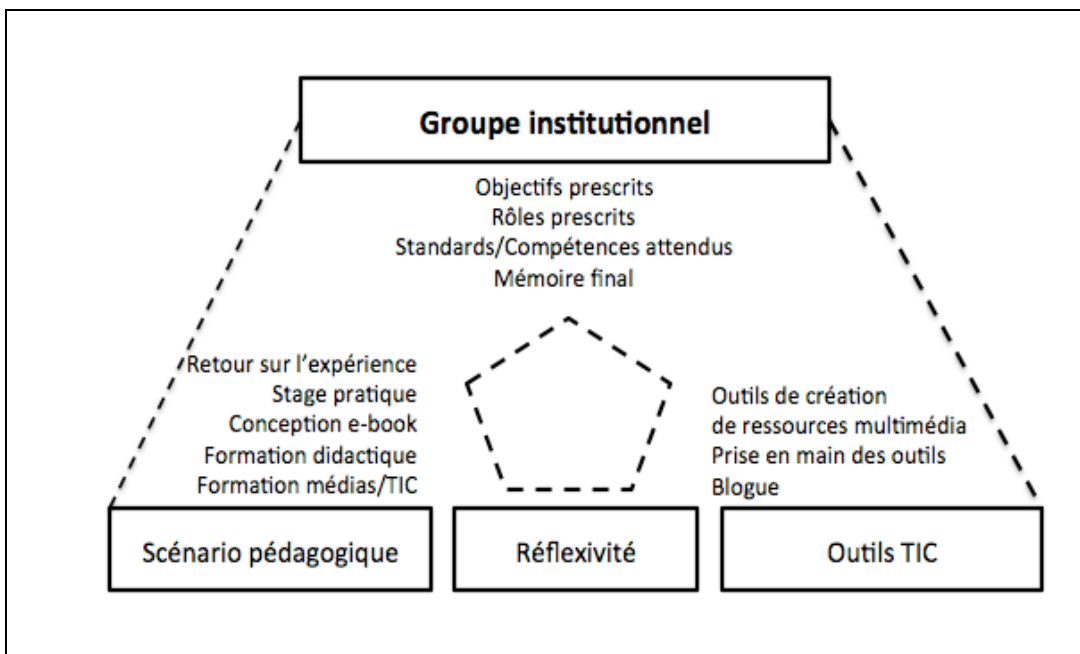 Groupe institutionnel
Objectifs prescrits
Rôles prescrits
Standards/Compétences attendus
Mémoire final
Retour sur l’expérience
Stage pratique
Conception e-book
Formation didactique
Formation médias/TIC
Outils de création
de ressources multimédia
Prise en main des outils
Blogue
Scénario pédagogique
Réflexivité
Outils TIC